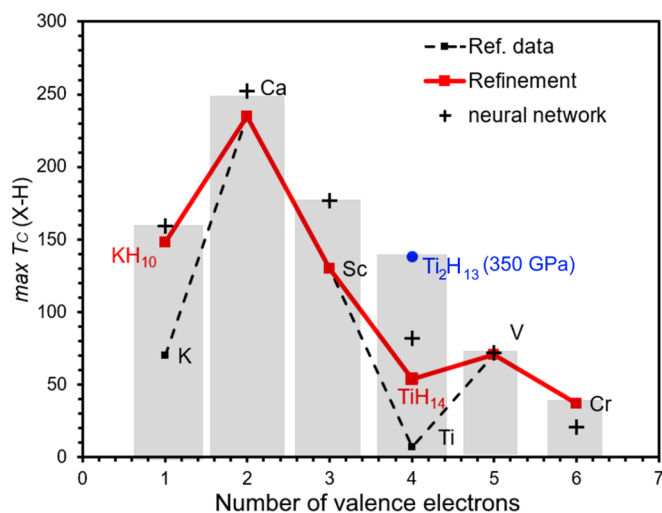 300
250
200
150
100
50
0
max TC (X-H)
Ref. data
Refinement
neural network
Ca
KH10
K
Sc
Ti2H13 (350 GPa)
TiH14
Ti
V
Cr
0 1 2 3 4 5 6 7
Number of valence electrons